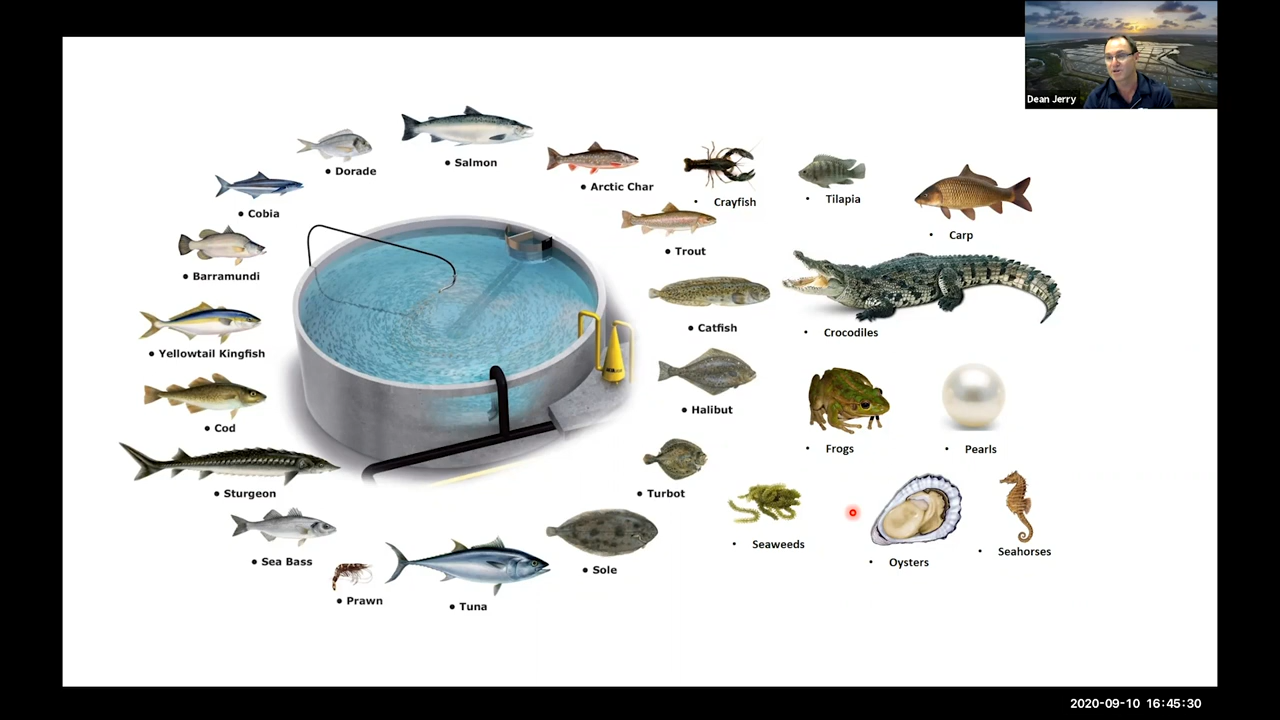 Dean Jerry
• Dorade
• Salmon
• Arctic Char
• Crayfish
• Tilapia
• Carp
• Cobia
• Trout
• Barramundi
• Catfish
• Crocodiles
• Yellowtail Kingfish
• Halibut
• Cod
• Frogs
• Pearls
• Sturgeon
• Turbot
• Seaweeds
• Oysters
• Seahorses
• Sea Bass
• Sole
• Prawn
• Tuna
2020-09-10 16:45:30